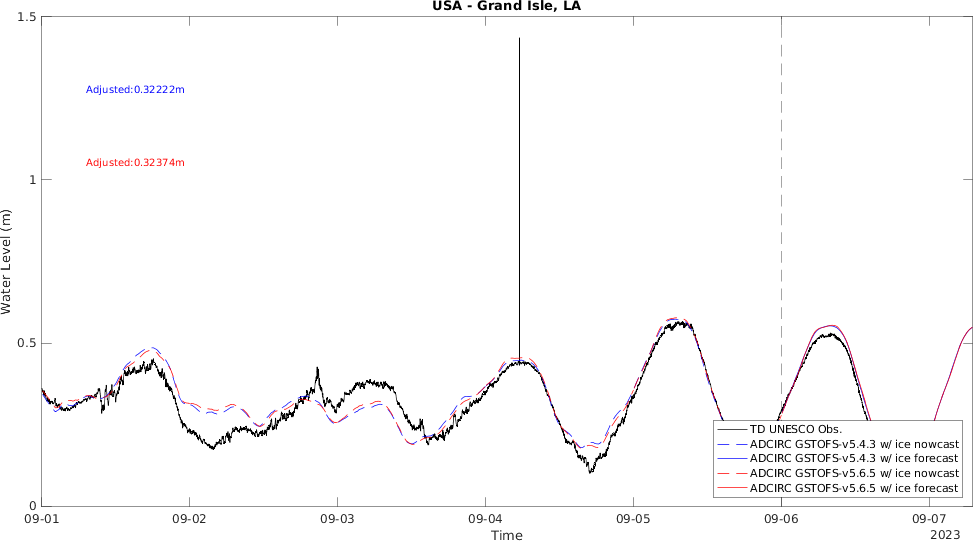 USA - Grand Isle, LA
1.5
Adjusted:0.32222m
Adjusted:0.32374m
1
Water Level (m)
0.5
TD UNESCO Obs.
ADCIRC GSTOFS-v5.4.3 w/ ice nowcast
ADCIRC GSTOFS-v5.4.3 w/ ice forecast
ADCIRC GSTOFS-v5.6.5 w/ ice nowcast
ADCIRC GSTOFS-v5.6.5 w/ ice forecast
0
09-01 09-02 09-03 09-04 09-05 09-06 09-07
Time
2023